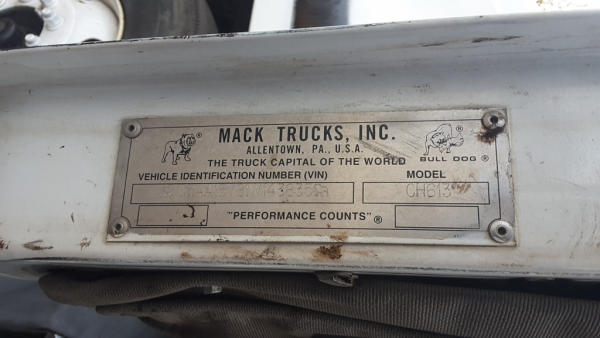 MACK TRUCKS, INC.
ALLENTOWN, PA., U.S.A.
THE TRUCK CAPITAL OF THE WORLD
BULL DOG ®
VEHICLE IDENTIFICATION NUMBER (VIN)
MODEL
CH613
"PERFORMANCE COUNTS"®